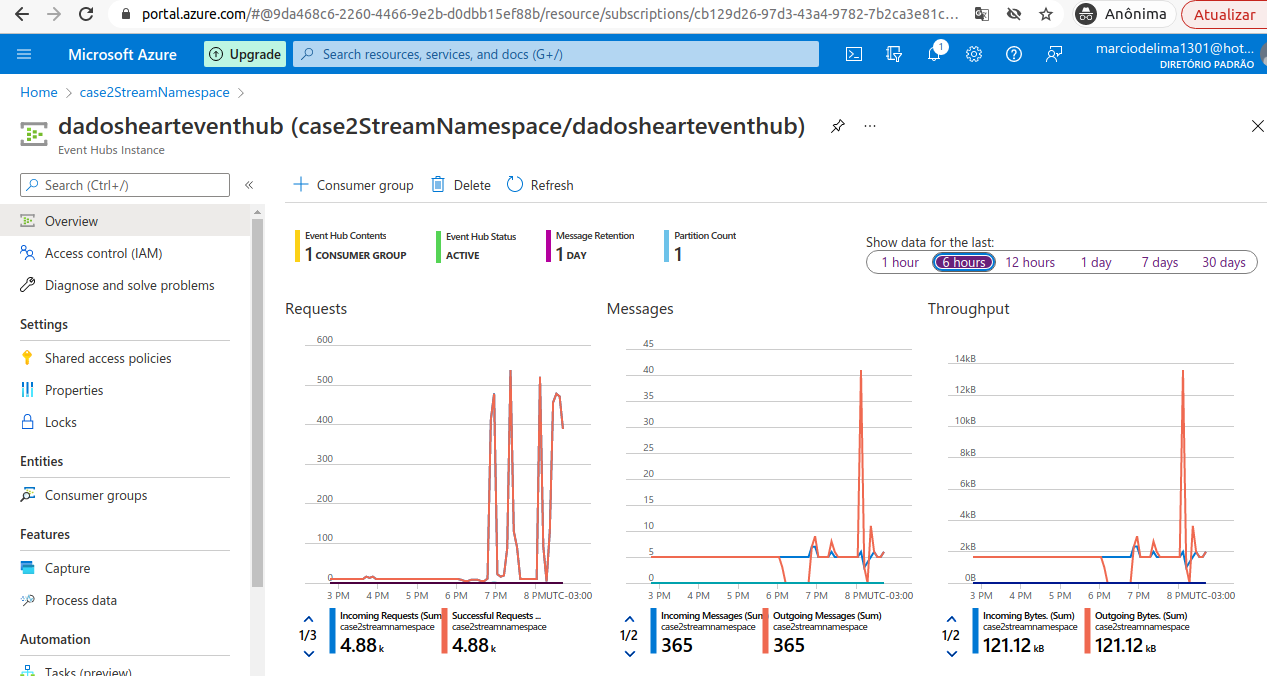 portal.azure.com/#@9da468c6-2260-4466-9e2b-d0dbb15ef88b/resource/subscriptions/cb129d26-97d3-43a4-9782-7b2ca3e81c...
Anônima
Atualizar
Microsoft Azure
Upgrade
Search resources, services, and docs (G+/)
1
marciodelima1301@hot...
DIRETÓRIO PADRÃO
Home > case2StreamNamespace >
dadoshearteventhub (case2StreamNamespace/dadoshearteventhub)
...
Event Hubs Instance
Search (Ctrl+/)
«
Overview
Access control (IAM)
Diagnose and solve problems
Settings
Shared access policies
Properties
Locks
Entities
Consumer groups
Features
Capture
Process data
Automation
Tasks (preview)
Consumer group
Delete
Refresh
Event Hub Contents
1 CONSUMER GROUP
Event Hub Status
ACTIVE
Message Retention
1 DAY
Partition Count
1
Show data for the last:
1 hour 6 hours 12 hours 1 day 7 days 30 days
Requests
600
500
400
300
200
100
0
3 PM 4 PM 5 PM 6 PM 7 PM 8 PM UTC-03:00
1/3
Incoming Requests (Sum)
case2streamnamespace
4.88 k
Successful Requests ...
case2streamnamespace
4.88 k
Messages
45
40
35
30
25
20
15
10
5
0
3 PM 4 PM 5 PM 6 PM 7 PM 8 PM UTC-03:00
1/2
Incoming Messages (Sum)
case2streamnamespace
365
Outgoing Messages (Sum)
case2streamnamespace
365
Throughput
14kB
12kB
10kB
8kB
6kB
4kB
2kB
0B
3 PM 4 PM 5 PM 6 PM 7 PM 8 PM UTC-03:00
1/2
Incoming Bytes. (Sum)
case2streamnamespace
121.12 kB
Outgoing Bytes. (Sum)
case2streamnamespace
121.12 kB